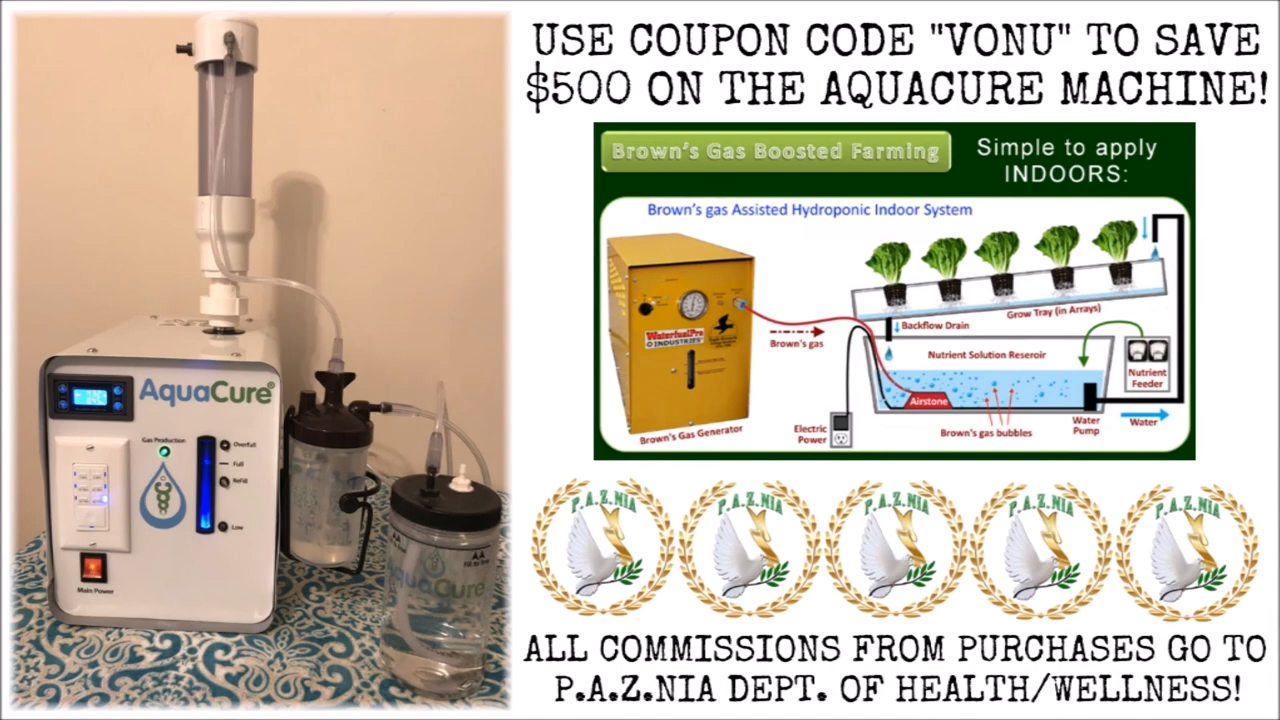 USE COUPON CODE "VONU" TO SAVE
$500 ON THE AQUACURE MACHINE!
AquaCure®
Gas Production
Overfull
Full
Refill
Low
Main Power
AquaCure
Fill to
Brown's Gas Boosted Farming
Simple to apply
INDOORS:
Brown's gas Assisted Hydroponic Indoor System
WaterfuelPro
INDUSTRIES
Brown's gas
Brown's Gas Generator
Backflow Drain
Grow Tray (in Arrays)
Nutrient Solution Reseroir
Nutrient
Feeder
Airstone
Electric
Power
Brown's gas bubbles
Water
Pump
Water
P.A.Z.NIA
P.A.Z.NIA
P.A.Z.NIA
P.A.Z.NIA
P.A.Z.NIA
ALL COMMISSIONS FROM PURCHASES GO TO
P.A.Z.NIA DEPT. OF HEALTH/WELLNESS!